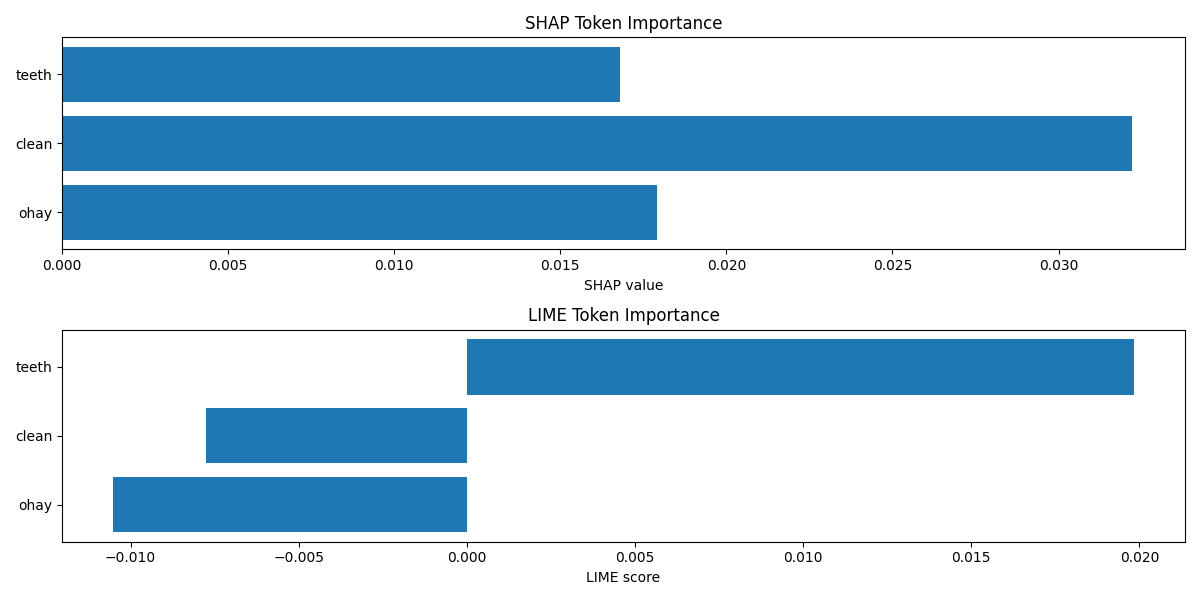 SHAP Token Importance
teeth
clean
ohay
0.000 0.005 0.010 0.015 0.020 0.025 0.030
SHAP value
LIME Token Importance
teeth
clean
ohay
−0.010 −0.005 0.000 0.005 0.010 0.015 0.020
LIME score